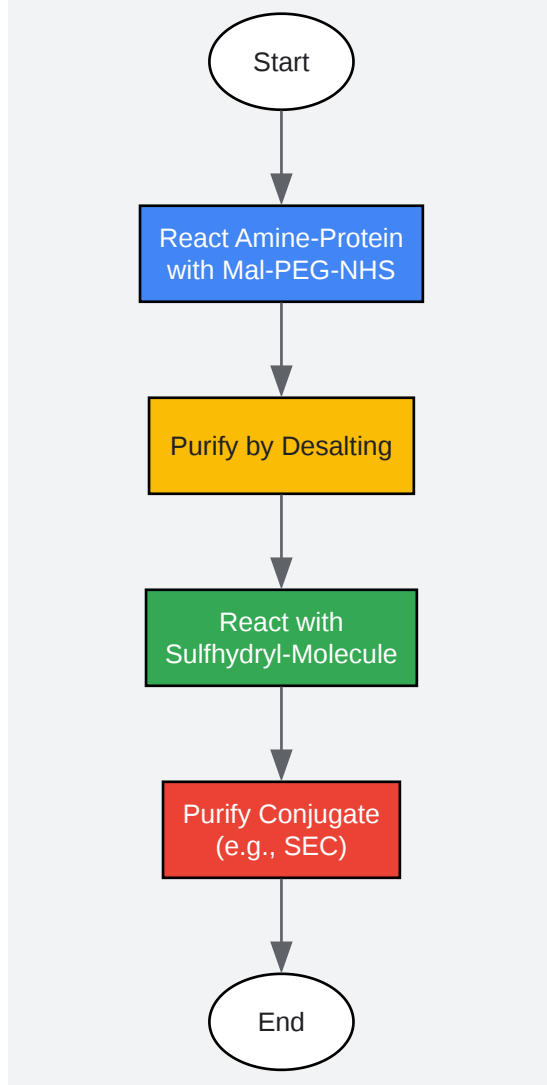 Start
React Amine-Protein
with Mal-PEG-NHS
Purify by Desalting
React with
Sulfhydryl-Molecule
Purify Conjugate
(e.g., SEC)
End